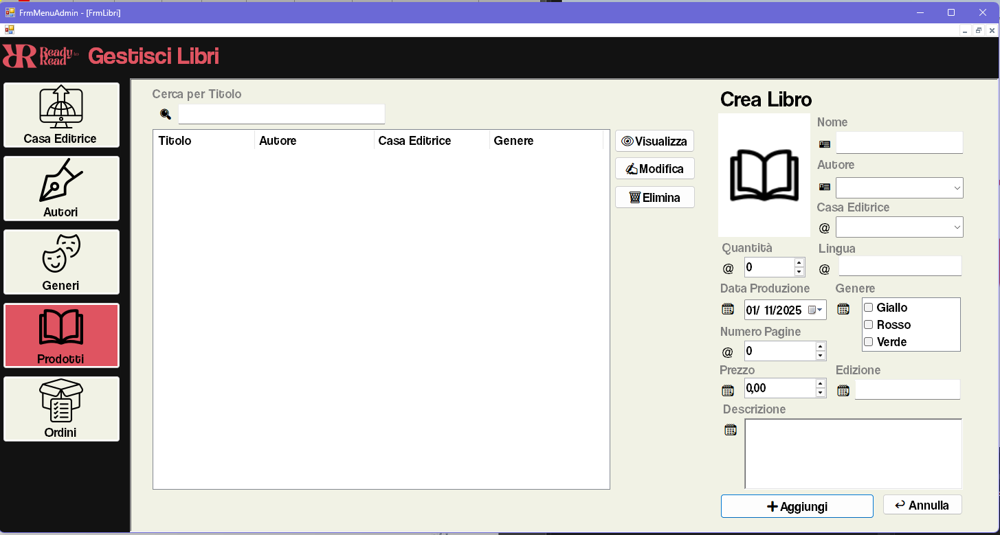 FrmMenuAdmin - [FrmLibri]
RR Ready to Read Gestisci Libri
Casa Editrice
Autori
Generi
Prodotti
Ordini
Cerca per Titolo
Titolo Autore Casa Editrice Genere
Visualizza
Modifica
Elimina
Crea Libro
Nome
Autore
Casa Editrice
@
Quantità
@ 0
Lingua
@
Data Produzione
01/ 11/2025
Genere
Giallo
Rosso
Verde
Numero Pagine
@ 0
Prezzo
0,00
Edizione
Descrizione
Aggiungi
Annulla